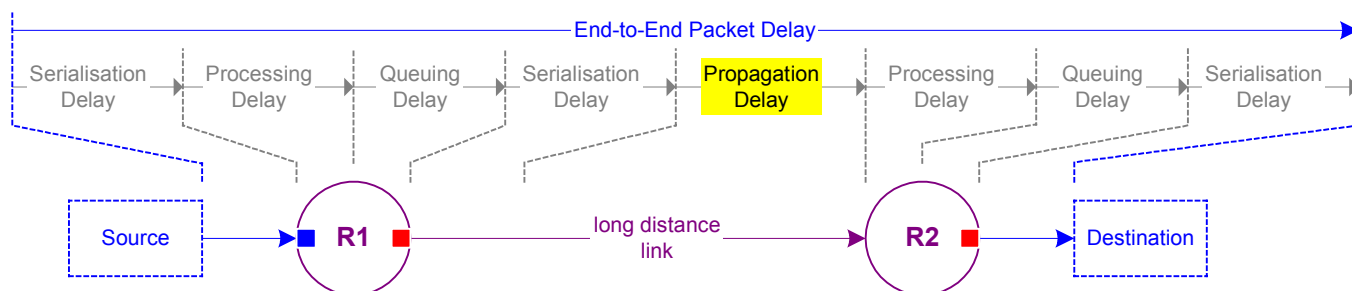 End-to-End Packet Delay
Serialisation
Delay
Processing
Delay
Queuing
Delay
Serialisation
Delay
Propagation
Delay
Processing
Delay
Queuing
Delay
Serialisation
Delay
Source
R1
long distance
link
R2
Destination